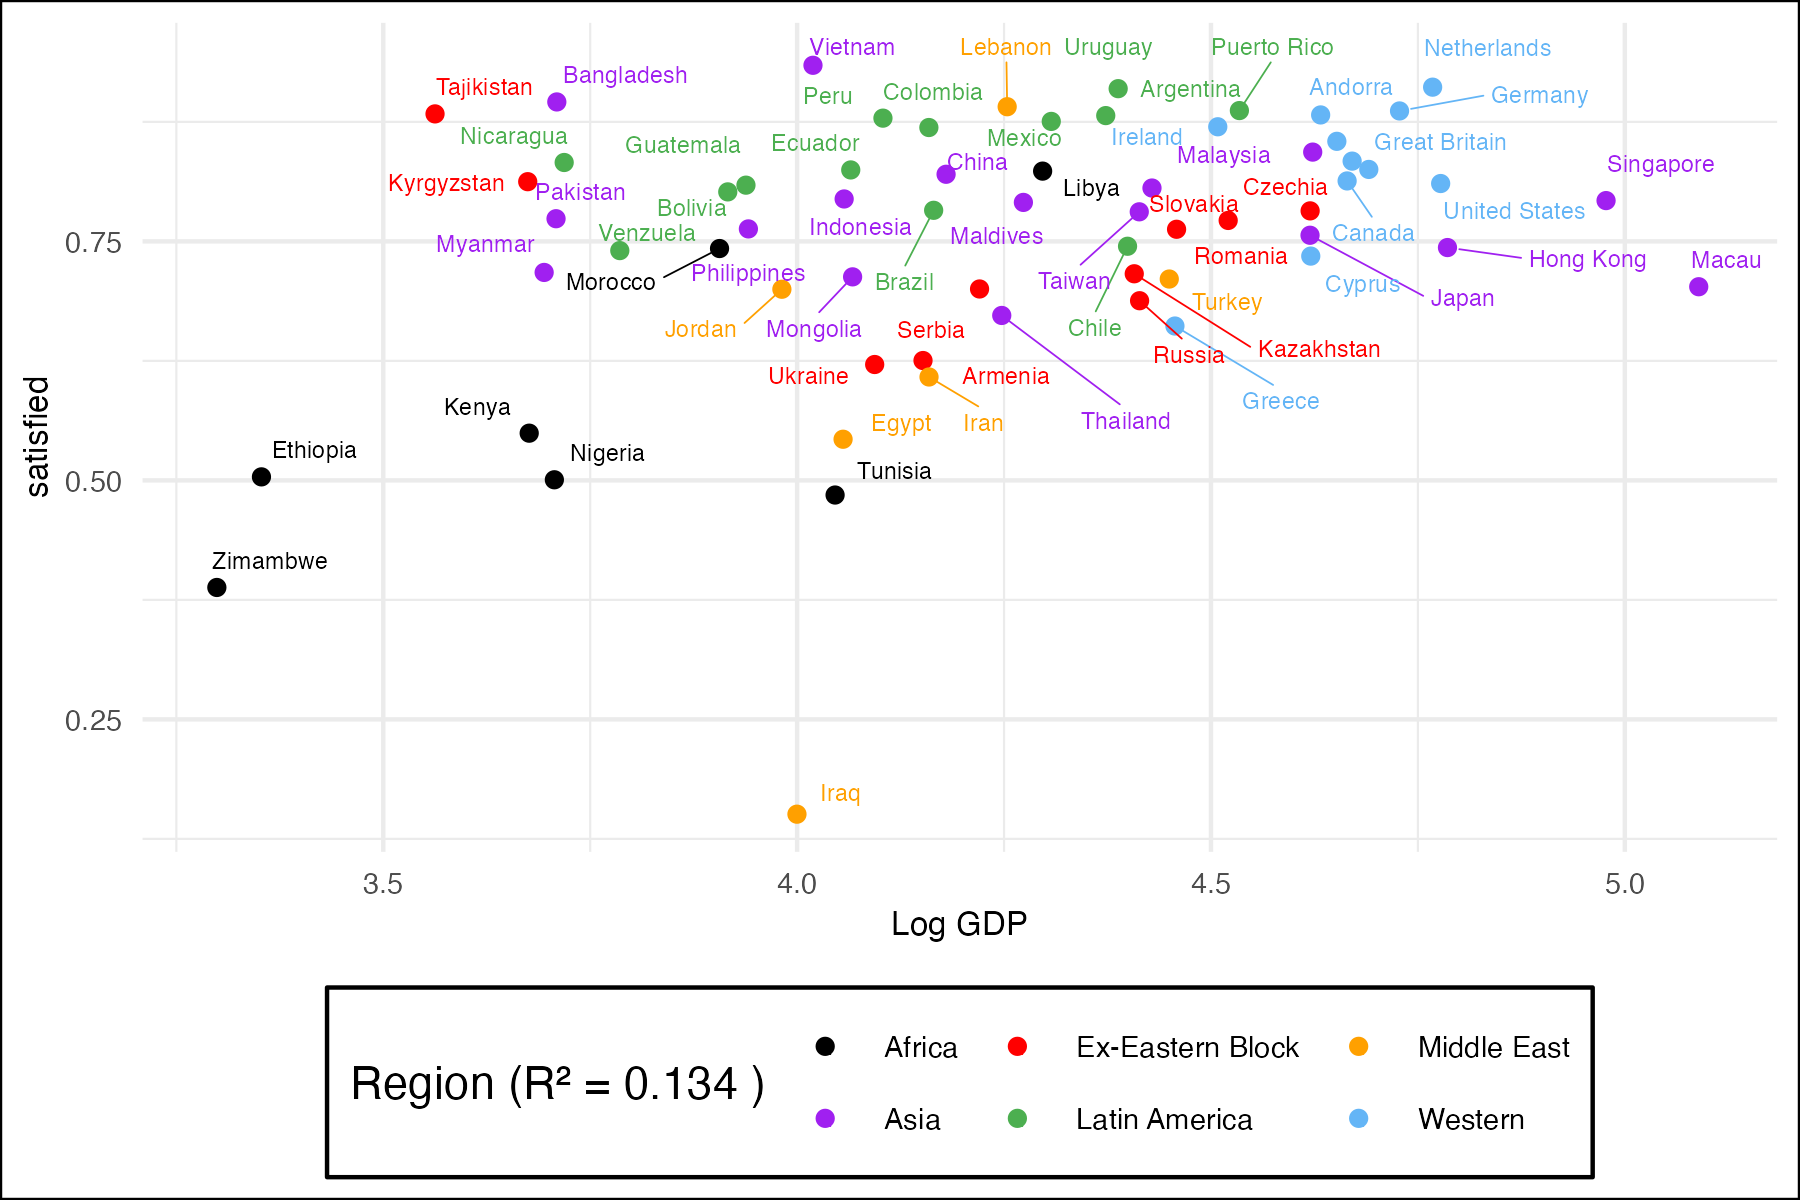 Vietnam
Lebanon
Uruguay
Puerto Rico
Netherlands
Tajikistan
Bangladesh
Peru
Colombia
Argentina
Andorra
Germany
Nicaragua
Guatemala
Ecuador
Mexico
Ireland
Great Britain
Kyrgyzstan
Pakistan
China
Malaysia
Singapore
Bolivia
Libya
Slovakia
Czechia
United States
Myanmar
Venzuela
Indonesia
Maldives
Canada
Morocco
Philippines
Brazil
Taiwan
Romania
Cyprus
Hong Kong
Macau
Jordan
Mongolia
Serbia
Chile
Turkey
Japan
Ukraine
Armenia
Russia
Kazakhstan
Kenya
Egypt
Iran
Thailand
Greece
Ethiopia
Nigeria
Tunisia
Zimambwe
Iraq
satisfied
0.75
0.50
0.25
3.5
4.0
4.5
5.0
Log GDP
Region (R² = 0.134 )
Africa
Ex-Eastern Block
Middle East
Asia
Latin America
Western